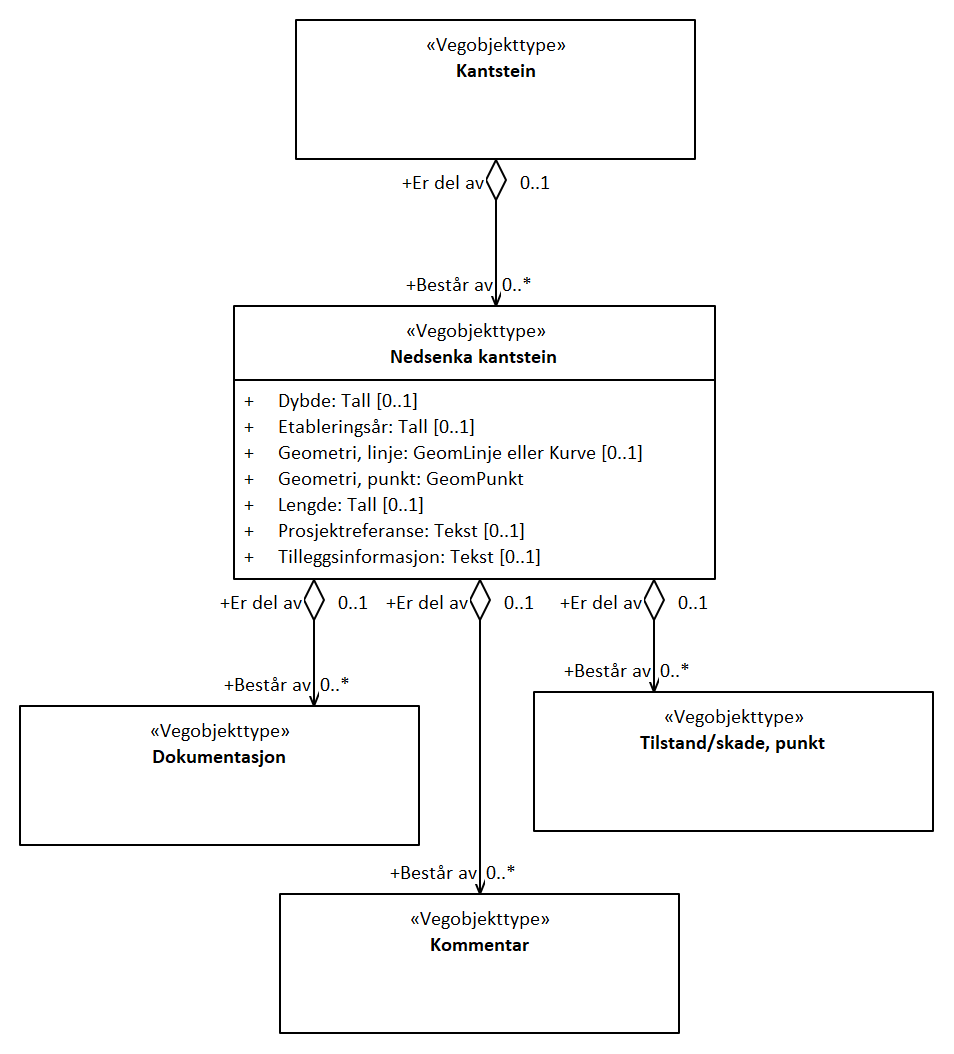 «Vegobjekttype»
Kantstein
+Er del av 0..1
+Består av 0..*
«Vegobjekttype»
Nedsenka kantstein
+ Dybde: Tall [0..1]
+ Etableringsår: Tall [0..1]
+ Geometri, linje: GeomLinje eller Kurve [0..1]
+ Geometri, punkt: GeomPunkt
+ Lengde: Tall [0..1]
+ Prosjektreferanse: Tekst [0..1]
+ Tilleggsinformasjon: Tekst [0..1]
+Er del av 0..1 +Er del av 0..1 +Er del av 0..1
+Består av 0..*
+Består av 0..*
«Vegobjekttype»
Tilstand/skade, punkt
«Vegobjekttype»
Dokumentasjon
+Består av 0..*
«Vegobjekttype»
Kommentar